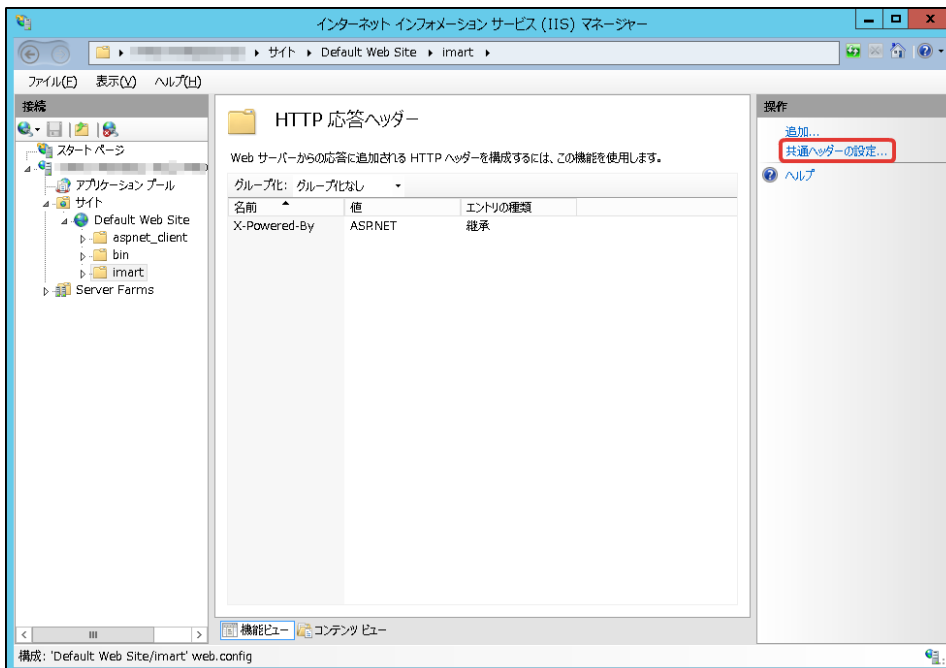 インターネット インフォメーション サービス (IIS) マネージャー
サイト Default Web Site imart
ファイル(F) 表示(V) ヘルプ(H)
接続
スタート ページ
アプリケーション プール
サイト
Default Web Site
aspnet_client
bin
imart
Server Farms
HTTP 応答ヘッダー
Web サーバーからの応答に追加される HTTP ヘッダーを構成するには、この機能を使用します。
グループ化: グループ化なし
名前 値 エントリの種類
X-Powered-By ASP.NET 継承
機能ビュー コンテンツ ビュー
操作
追加...
共通ヘッダーの設定...
ヘルプ
構成: 'Default Web Site/imart' web.config